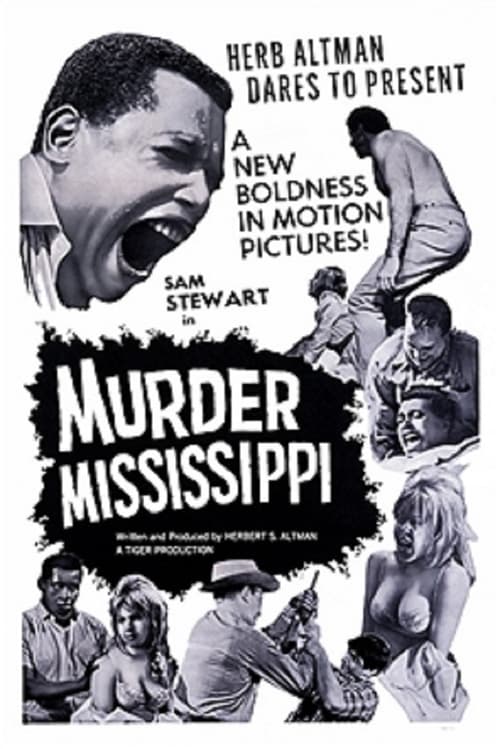 HERB ALTMAN
DARES TO PRESENT
A
NEW
BOLDNESS
IN MOTION
PICTURES!
SAM
STEWART
in
MURDER
MISSISSIPPI
Written and Produced by HERBERT S. ALTMAN
A TIGER PRODUCTION